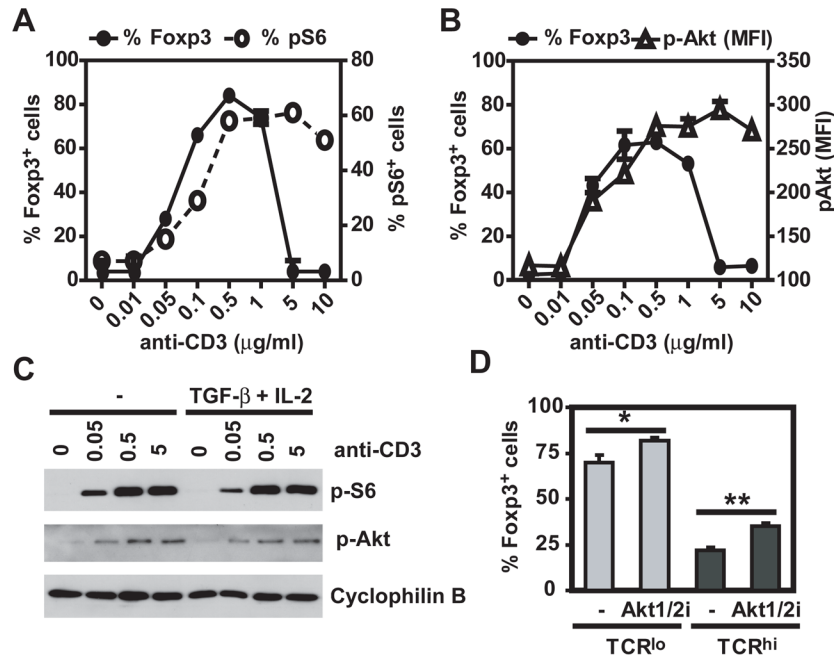 A
% Foxp3 % pS6
100
80
60
40
20
0
% Foxp3+ cells
80
60
40
20
0
% pS6+ cells
0 0.01 0.05 0.1 0.5 1 5 10
anti-CD3 (μg/ml)
B
% Foxp3 p-Akt (MFI)
100
80
60
40
20
0
% Foxp3+ cells
350
300
250
200
150
100
pAkt (MFI)
0 0.01 0.05 0.1 0.5 1 5 10
anti-CD3 (μg/ml)
C
- TGF-β + IL-2
0 0.05 0.5 5 0 0.05 0.5 5 anti-CD3
p-S6
p-Akt
Cyclophilin B
D
100
75
50
25
0
% Foxp3+ cells
*
**
- Akt1/2i - Akt1/2i
TCRlo TCRhi